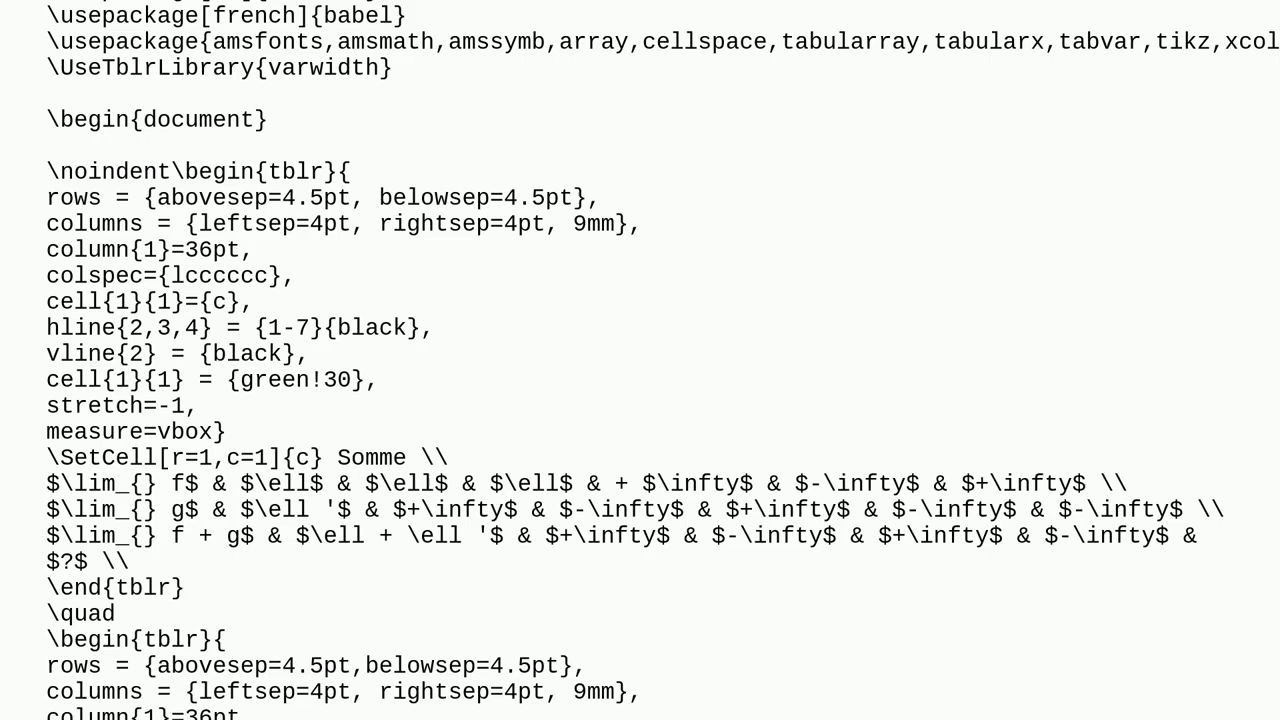 \usepackage[french]{babel}
\usepackage{amsfonts,amsmath,amssymb,array,cellspace,tabularray,tabularx,tabvar,tikz,xcol
\UseTblrLibrary{varwidth}
\begin{document}
\noindent\begin{tblr}{
rows = {abovesep=4.5pt, belowsep=4.5pt},
columns = {leftsep=4pt, rightsep=4pt, 9mm},
column{1}=36pt,
colspec={lcccccc},
cell{1}{1}={c},
hline{2,3,4} = {1-7}{black},
vline{2} = {black},
cell{1}{1} = {green!30},
stretch=-1,
measure=vbox}
\SetCell[r=1,c=1]{c} Somme \\
$\lim_{} f$ & $\ell$ & $\ell$ & $\ell$ & + $\infty$ & $-\infty$ & $+\infty$ \\
$\lim_{} g$ & $\ell '$ & $+\infty$ & $-\infty$ & $+\infty$ & $-\infty$ & $-\infty$ \\
$\lim_{} f + g$ & $\ell + \ell '$ & $+\infty$ & $-\infty$ & $+\infty$ & $-\infty$ &
$?$ \\
\end{tblr}
\quad
\begin{tblr}{
rows = {abovesep=4.5pt,belowsep=4.5pt},
columns = {leftsep=4pt, rightsep=4pt, 9mm},
column{1}=36pt